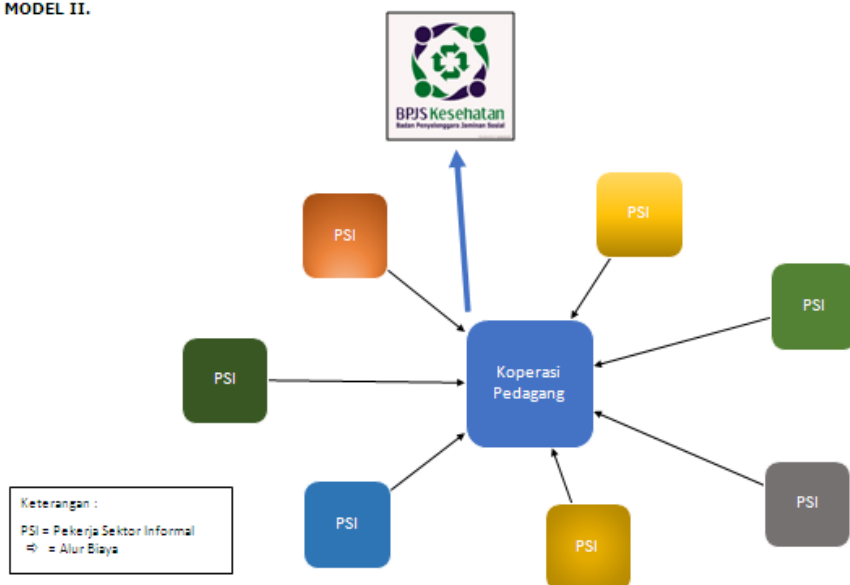 MODEL II.
BPJS Kesehatan
Badan Penyelenggara Jaminan Sosial
PSI
PSI
PSI
PSI
Koperasi
Pedagang
PSI
PSI
PSI
Keterangan :
PSI = Pekerja Sektor Informal
⇨ = Alur Biaya